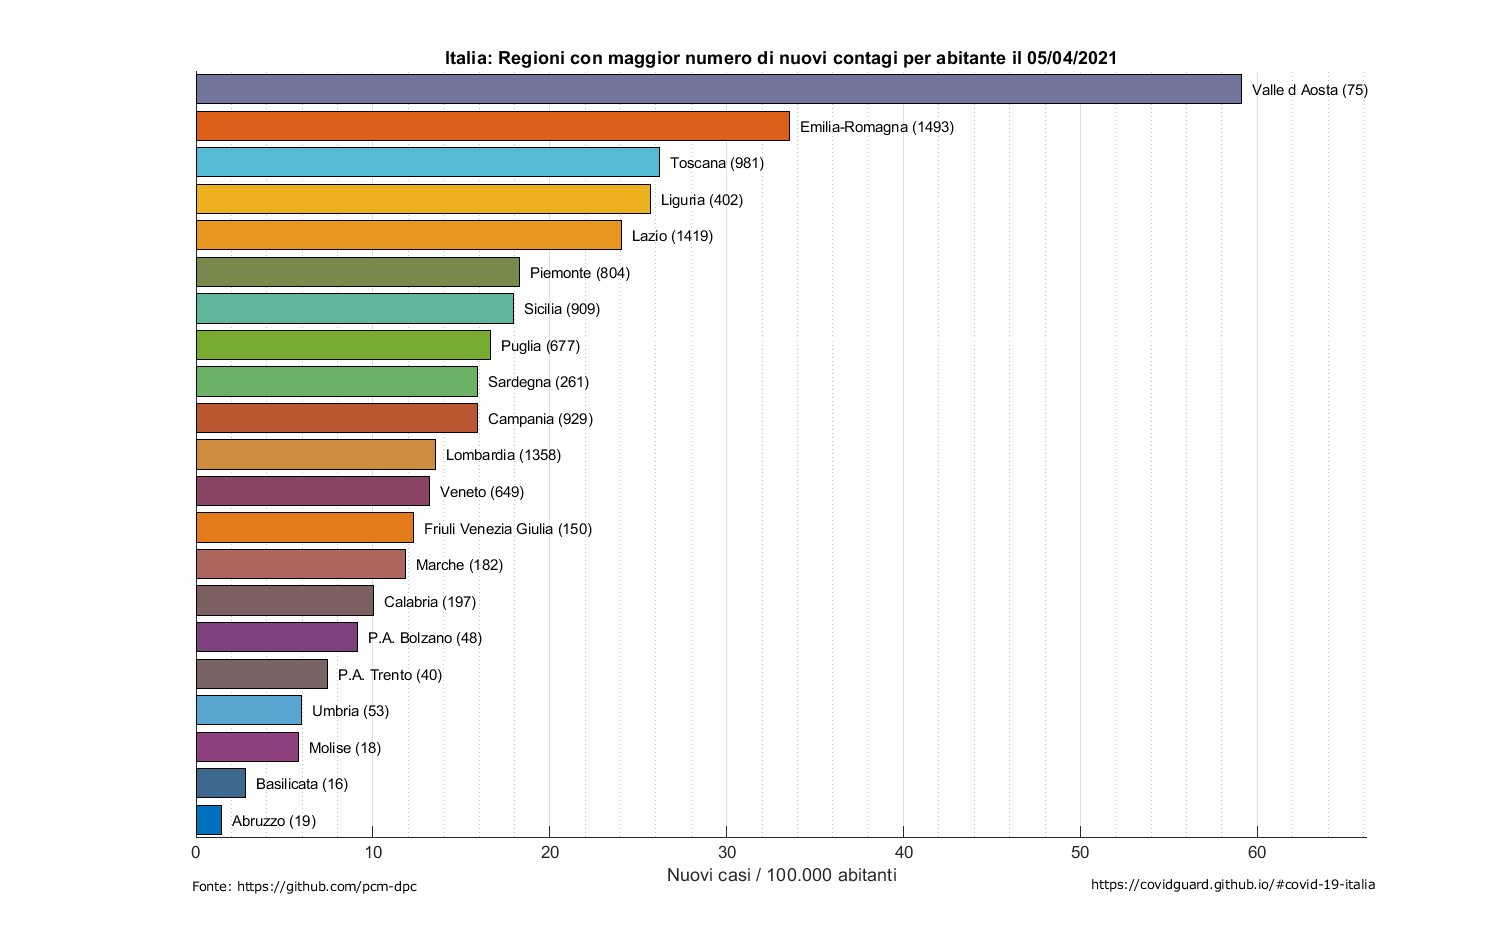 Italia: Regioni con maggior numero di nuovi contagi per abitante il 05/04/2021
Valle d Aosta (75)
Emilia-Romagna (1493)
Toscana (981)
Liguria (402)
Lazio (1419)
Piemonte (804)
Sicilia (909)
Puglia (677)
Sardegna (261)
Campania (929)
Lombardia (1358)
Veneto (649)
Friuli Venezia Giulia (150)
Marche (182)
Calabria (197)
P.A. Bolzano (48)
P.A. Trento (40)
Umbria (53)
Molise (18)
Basilicata (16)
Abruzzo (19)
0 10 20 30 40 50 60
Nuovi casi / 100.000 abitanti
Fonte: https://github.com/pcm-dpc
https://covidguard.github.io/#covid-19-italia